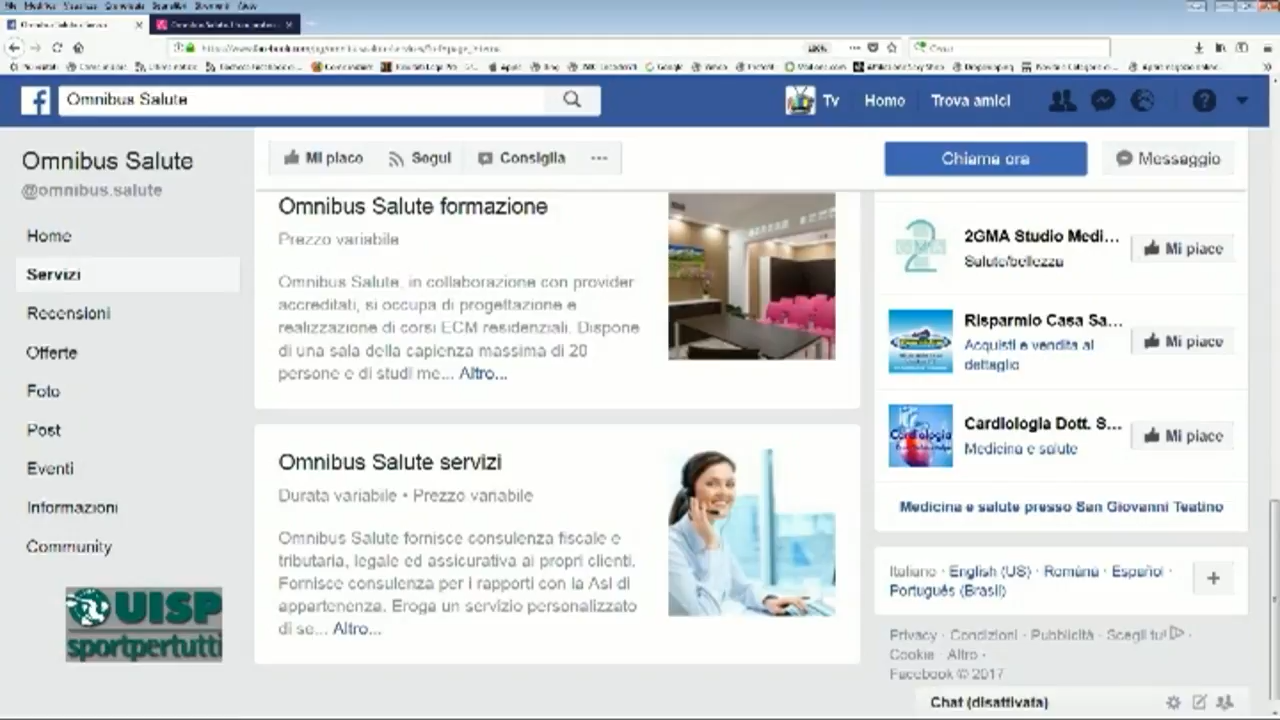 Omnibus Salute
Tv
Home
Trova amici
Omnibus Salute
@omnibus.salute
Home
Servizi
Recensioni
Offerte
Foto
Post
Eventi
Informazioni
Community
UISP
sportpertutti
Mi piace
Segui
Consiglia
...
Chiama ora
Messaggio
Omnibus Salute formazione
Prezzo variabile
Omnibus Salute, in collaborazione con provider
accreditati, si occupa di progettazione e
realizzazione di corsi ECM residenziali. Dispone
di una sala della capienza massima di 20
persone e di studi me... Altro...
Omnibus Salute servizi
Durata variabile • Prezzo variabile
Omnibus Salute fornisce consulenza fiscale e
tributaria, legale ed assicurativa ai propri clienti.
Fornisce consulenza per i rapporti con la Asl di
appartenenza. Eroga un servizio personalizzato
di se... Altro...
2GMA Studio Medi...
Salute/bellezza
Mi piace
Risparmio Casa Sa...
Acquisti e vendita al
dettaglio
Mi piace
Cardiologia
Cardiologia Dott. S...
Medicina e salute
Mi piace
Medicina e salute presso San Giovanni Teatino
Italiano · English (US) · Română · Español ·
Português (Brasil)
+
Privacy · Condizioni · Pubblicità · Scegli tu! ·
Cookie · Altro ·
Facebook © 2017
Chat (disattivata)